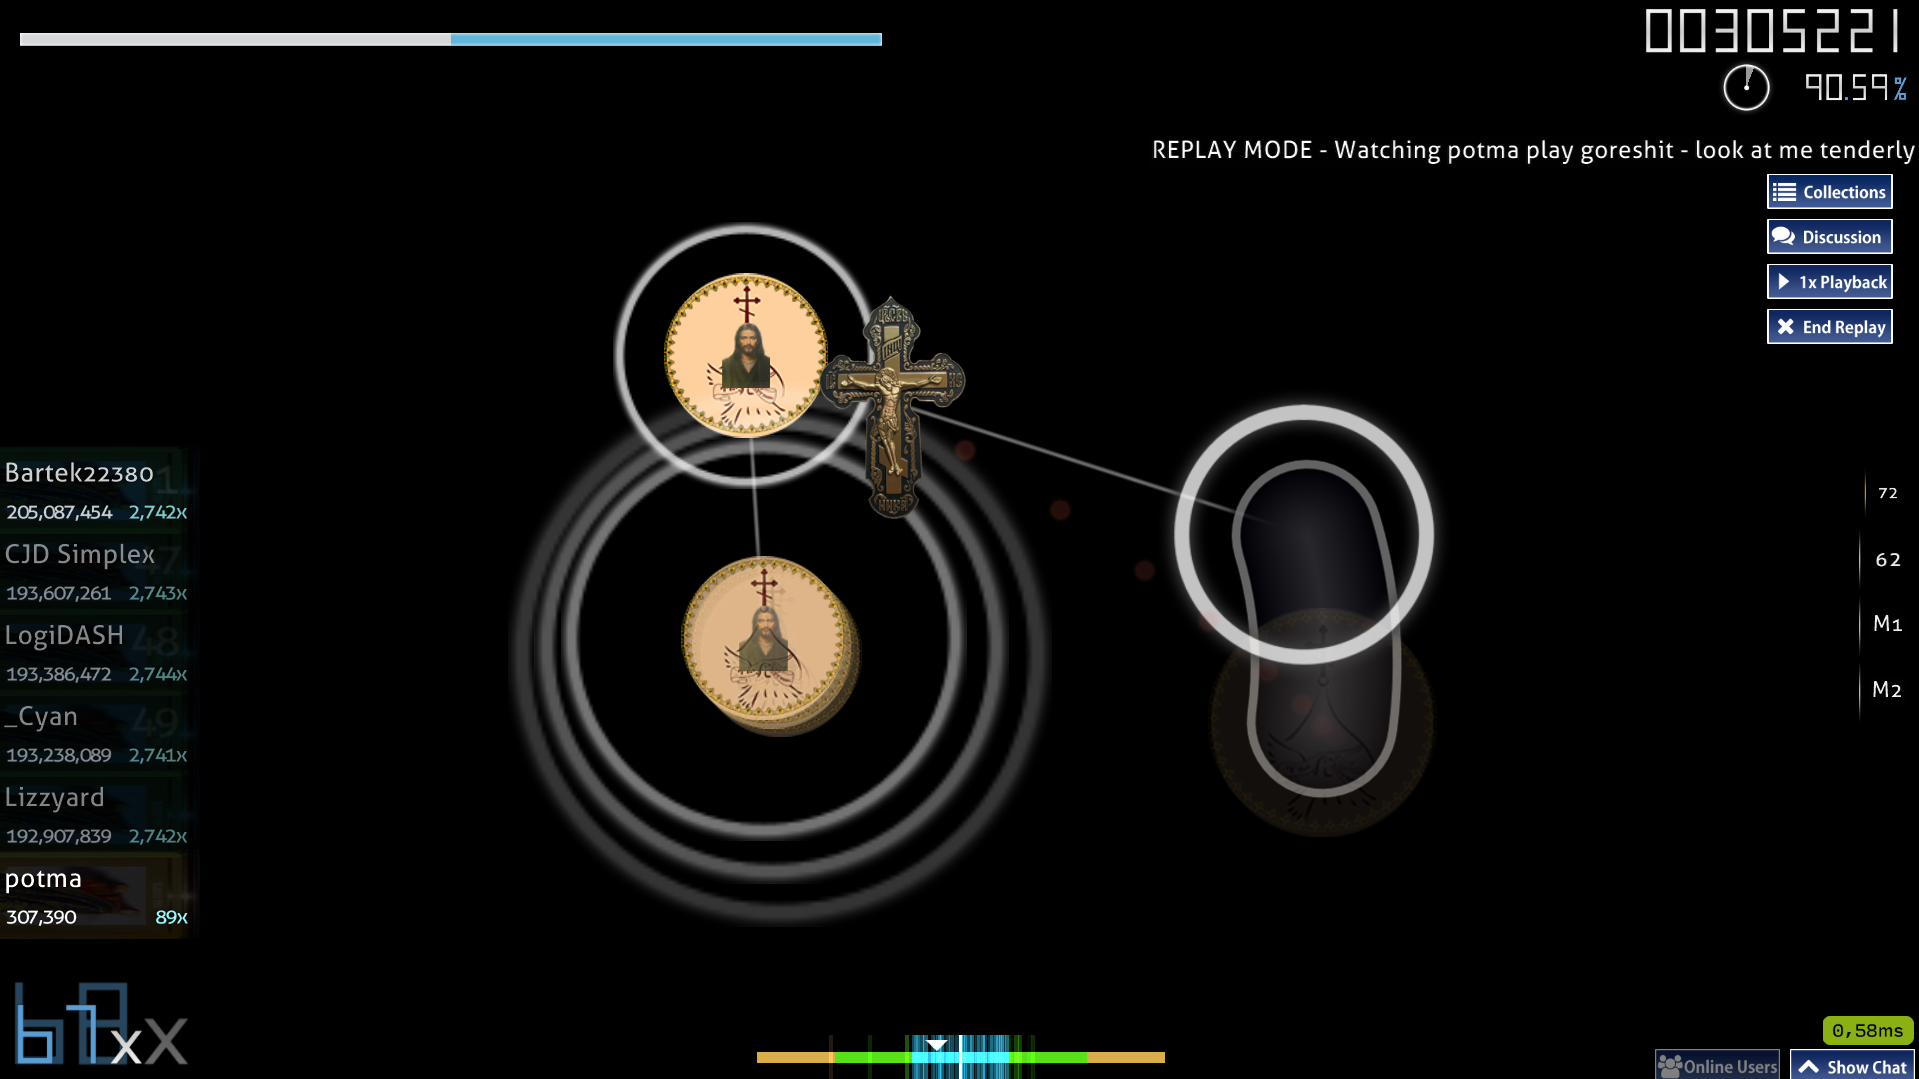 00305221
90.59%
REPLAY MODE - Watching potma play goreshit - look at me tenderly
Collections
Discussion
1x Playback
End Replay
Bartek22380
205,087,454 2,742x
CJD Simplex
193,607,261 2,743x
LogiDASH
193,386,472 2,744x
_Cyan
193,238,089 2,741x
Lizzyard
192,907,839 2,742x
potma
307,390 89x
72
62
M1
M2
0,58ms
Online Users
Show Chat